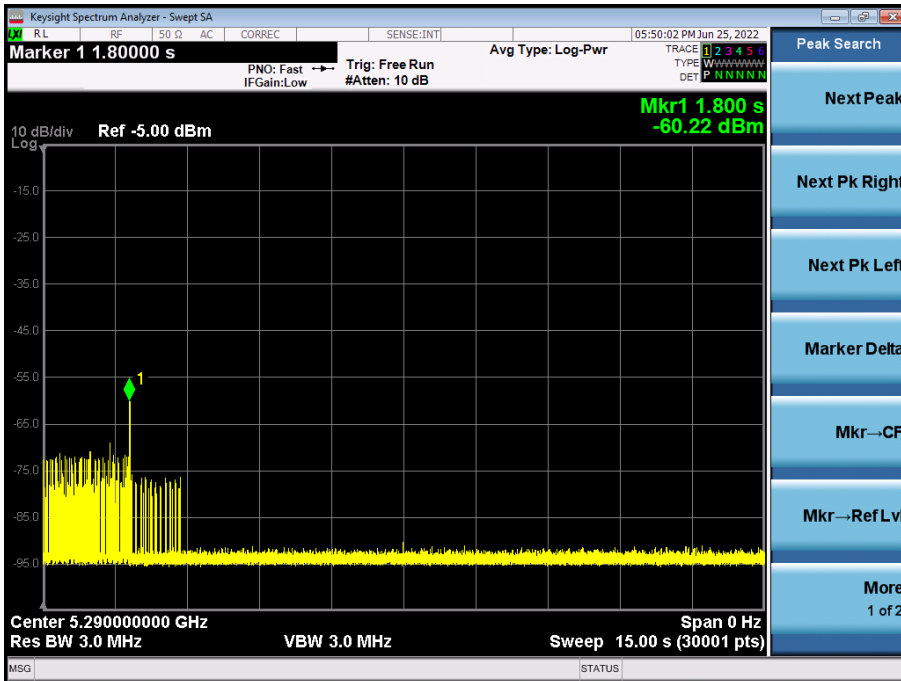 Keysight Spectrum Analyzer - Swept SA
LXI RL RF 50 Ω AC CORREC SENSE:INT 05:50:02 PM Jun 25, 2022
Marker 1 1.80000 s
PNO: Fast
IFGain:Low
Trig: Free Run
#Atten: 10 dB
Avg Type: Log-Pwr
TRACE 1 2 3 4 5 6
TYPE WWWWWW
DET P N N N N N
Mkr1 1.800 s
-60.22 dBm
10 dB/div Ref -5.00 dBm
Log
-15.0
-25.0
-35.0
-45.0
-55.0
1
-65.0
-75.0
-85.0
-95.0
Center 5.290000000 GHz Span 0 Hz
Res BW 3.0 MHz VBW 3.0 MHz Sweep 15.00 s (30001 pts)
MSG STATUS
Peak Search
Next Peak
Next Pk Right
Next Pk Left
Marker Delta
Mkr→CF
Mkr→Ref Lvl
More
1 of 2